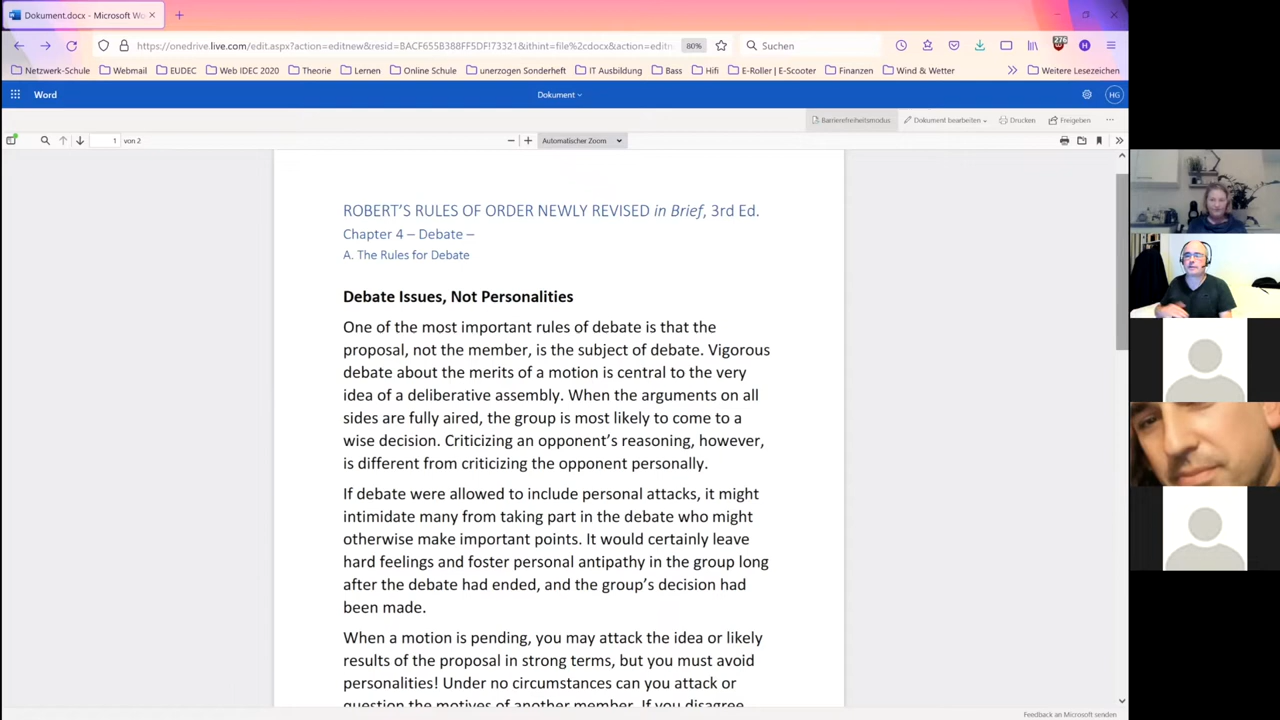 Dokument.docx - Microsoft Wo
https://onedrive.live.com/edit.aspx?action=editnew&resid=BACF655B388FF5DF!73321&ithint=file%2cdocx&action=editn
80%
Suchen
276
H
Netzwerk-Schule
Webmail
EUDEC
Web IDEC 2020
Theorie
Lernen
Online Schule
unerzogen Sonderheft
IT Ausbildung
Bass
Hifi
E-Roller | E-Scooter
Finanzen
Wind & Wetter
Weitere Lesezeichen
Word
Dokument
HG
Barrierefreiheitsmodus
Dokument bearbeiten
Drucken
Freigeben
1 von 2
Automatischer Zoom
ROBERT’S RULES OF ORDER NEWLY REVISED in Brief, 3rd Ed.
Chapter 4 – Debate –
A. The Rules for Debate
Debate Issues, Not Personalities
One of the most important rules of debate is that the
proposal, not the member, is the subject of debate. Vigorous
debate about the merits of a motion is central to the very
idea of a deliberative assembly. When the arguments on all
sides are fully aired, the group is most likely to come to a
wise decision. Criticizing an opponent’s reasoning, however,
is different from criticizing the opponent personally.
If debate were allowed to include personal attacks, it might
intimidate many from taking part in the debate who might
otherwise make important points. It would certainly leave
hard feelings and foster personal antipathy in the group long
after the debate had ended, and the group’s decision had
been made.
When a motion is pending, you may attack the idea or likely
results of the proposal in strong terms, but you must avoid
personalities! Under no circumstances can you attack or
question the motives of another member. If you disagree
Feedback an Microsoft senden